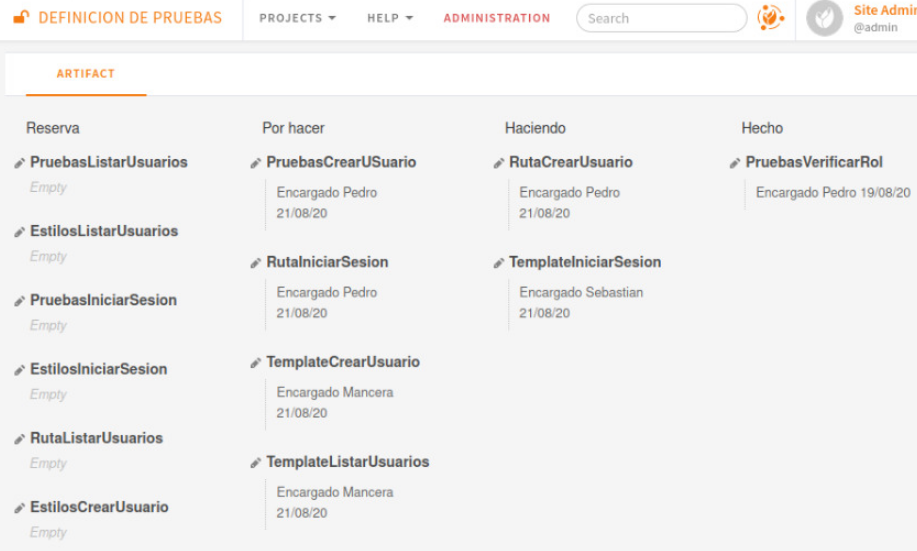 DEFINICION DE PRUEBAS
PROJECTS
HELP
ADMINISTRATION
Search
Site Admin
@admin
ARTIFACT
Reserva
PruebasListarUsuarios
Empty
EstilosListarUsuarios
Empty
PruebasIniciarSesion
Empty
EstilosIniciarSesion
Empty
RutaListarUsuarios
Empty
EstilosCrearUsuario
Empty
Por hacer
PruebasCrearUSuario
Encargado Pedro
21/08/20
RutaIniciarSesion
Encargado Pedro
21/08/20
TemplateCrearUsuario
Encargado Mancera
21/08/20
TemplateListarUsuarios
Encargado Mancera
21/08/20
Haciendo
RutaCrearUsuario
Encargado Pedro
21/08/20
TemplateIniciarSesion
Encargado Sebastian
21/08/20
Hecho
PruebasVerificarRol
Encargado Pedro 19/08/20